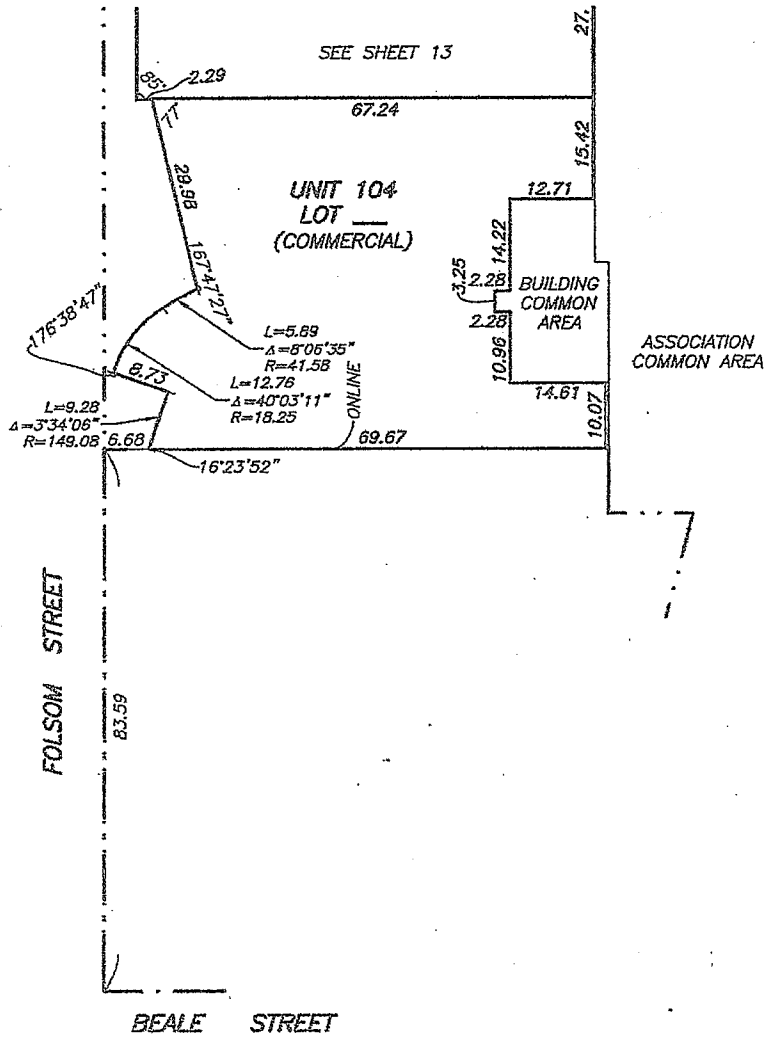 SEE SHEET 13
27.
85°
2.29
77
67.24
15.42
29.98
UNIT 104
LOT ___
(COMMERCIAL)
12.71
14.22
3.25
2.28
2.28
BUILDING
COMMON
AREA
10.96
14.61
10.07
ASSOCIATION
COMMON AREA
167°47'27"
176°38'47"
L=5.89
Δ=8°06'35"
R=41.58
8.73
L=12.76
Δ=40°03'11"
R=18.25
ONLINE
L=9.28
Δ=3°34'06"
R=149.08
6.68
69.67
16°23'52"
FOLSOM STREET
83.59
BEALE STREET